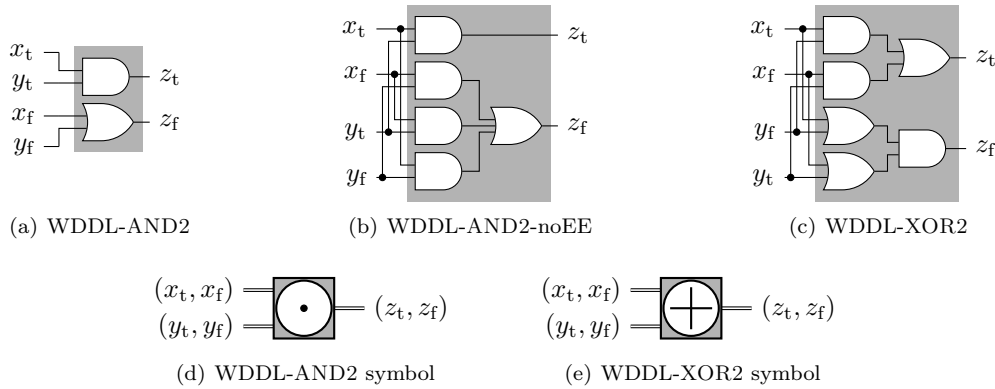 x_t
y_t
x_f
y_f
z_t
z_f
(a) WDDL-AND2
x_t
x_f
y_t
y_f
z_t
z_f
(b) WDDL-AND2-noEE
x_t
x_f
y_f
y_t
z_t
z_f
(c) WDDL-XOR2
(x_t, x_f)
(y_t, y_f)
(z_t, z_f)
(d) WDDL-AND2 symbol
(x_t, x_f)
(y_t, y_f)
(z_t, z_f)
(e) WDDL-XOR2 symbol